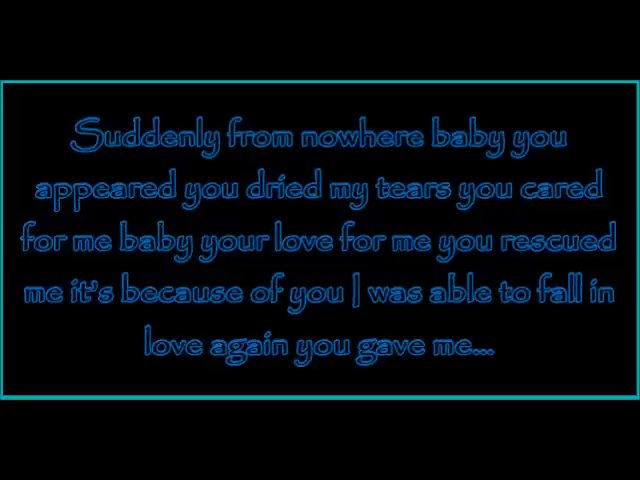 Suddenly from nowhere baby you
appeared you dried my tears you cared
for me baby your love for me you rescued
me it's because of you I was able to fall in
love again you gave me...